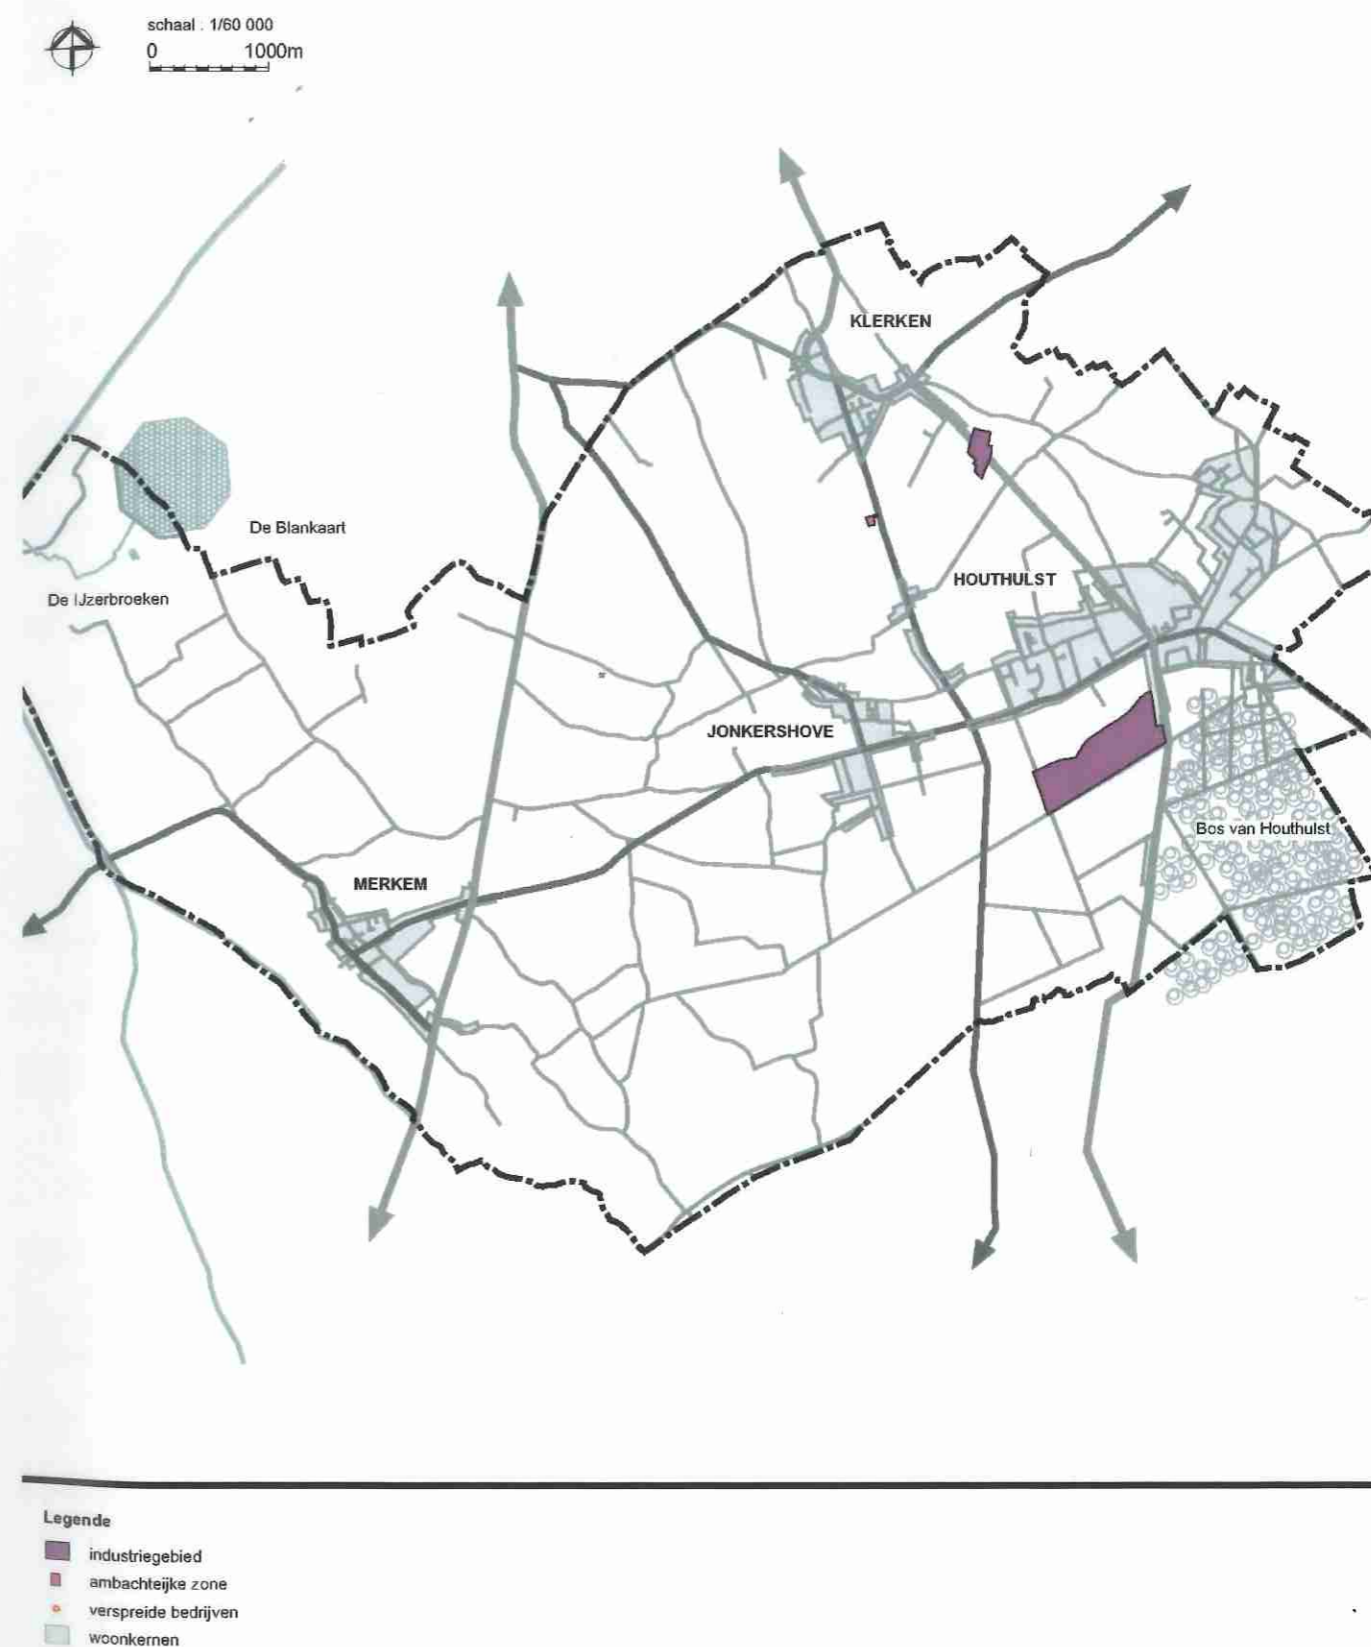 schaal . 1/60 000
0 1000m
KLERKEN
De Blankaart
HOUTHULST
De IJzerbroeken
JONKERSHOVE
Bos van Houthulst
MERKEM
Legende
industriegebied
ambachteijke zone
verspreide bedrijven
woonkernen